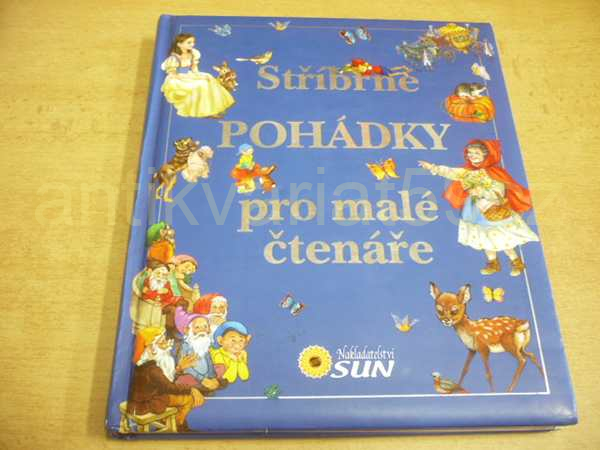 Stříbrné
POHÁDKY
pro malé
čtenáře
Nakladatelství
SUN